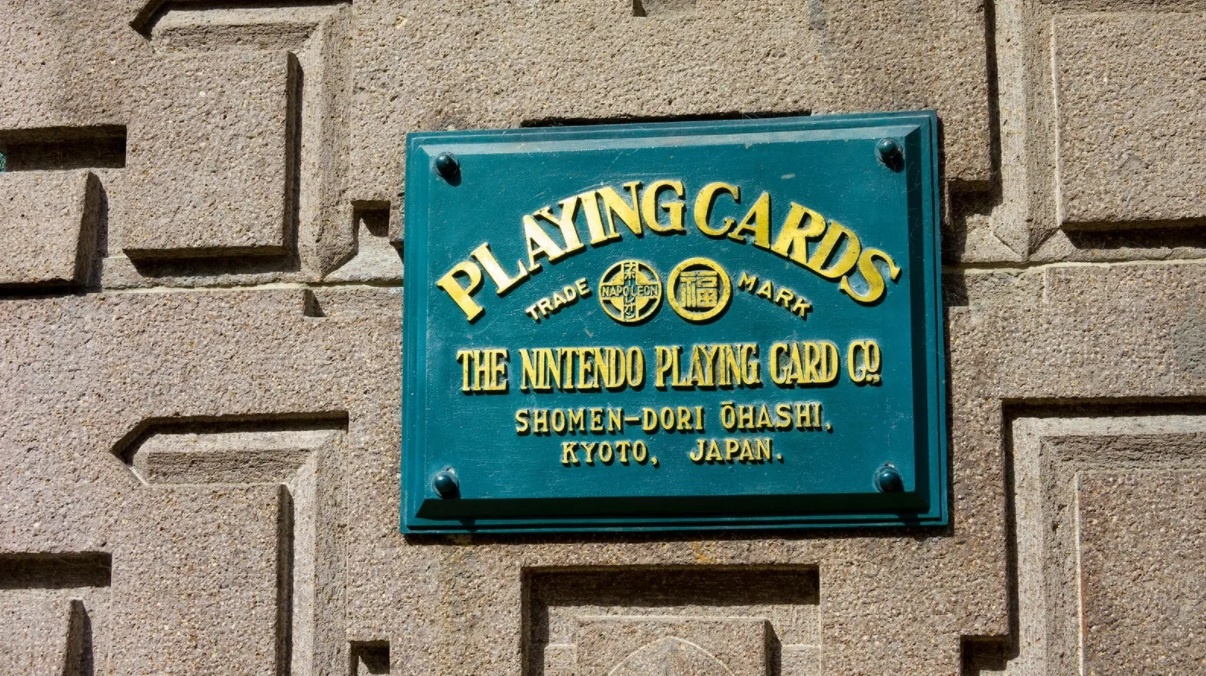 PLAYING CARDS
TRADE NAPOLEON 福 MARK
THE NINTENDO PLAYING CARD CO.
SHOMEN-DORI ŌHASHI,
KYOTO, JAPAN.